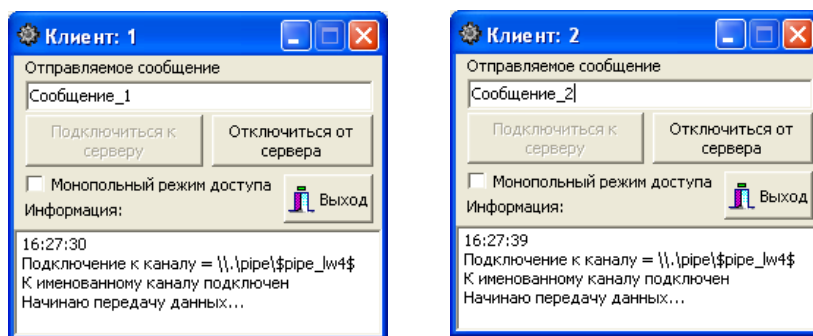 Клиент: 1
Отправляемое сообщение
Сообщение_1
Подключиться к серверу
Отключиться от сервера
Монопольный режим доступа
Выход
Информация:
16:27:30
Подключение к каналу = \\.\pipe\$pipe_lw4$
К именованному каналу подключен
Начинаю передачу данных...
Клиент: 2
Отправляемое сообщение
Сообщение_2
Подключиться к серверу
Отключиться от сервера
Монопольный режим доступа
Выход
Информация:
16:27:39
Подключение к каналу = \\.\pipe\$pipe_lw4$
К именованному каналу подключен
Начинаю передачу данных...